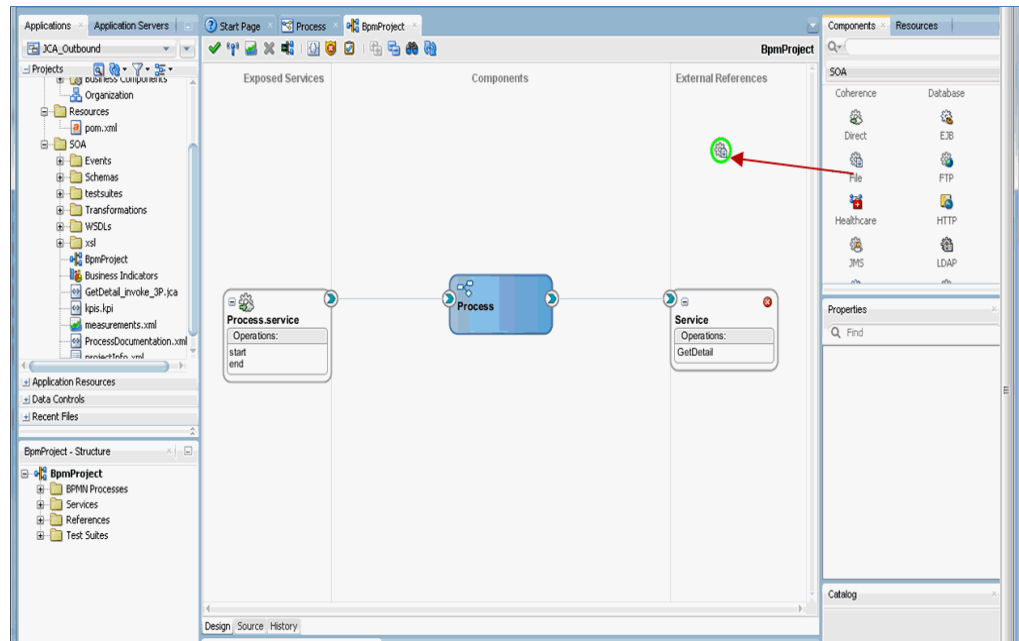 Applications
Application Servers
Start Page
Process
BpmProject
Components
Resources
JCA_Outbound
BpmProject
Projects
Business Components
Organization
Resources
pom.xml
SOA
Events
Schemas
testsuites
Transformations
WSDLs
xsl
BpmProject
Business Indicators
GetDetail_invoke_3P.jca
kpis.kpi
measurements.xml
ProcessDocumentation.xml
projectInfo.xml
Application Resources
Data Controls
Recent Files
BpmProject - Structure
BpmProject
BPMN Processes
Services
References
Test Suites
Exposed Services
Components
External References
Process.service
Operations:
start
end
Process
Service
Operations:
GetDetail
Design Source History
SOA
Coherence Database
Direct EJB
File FTP
Healthcare HTTP
JMS LDAP
Properties
Find
Catalog